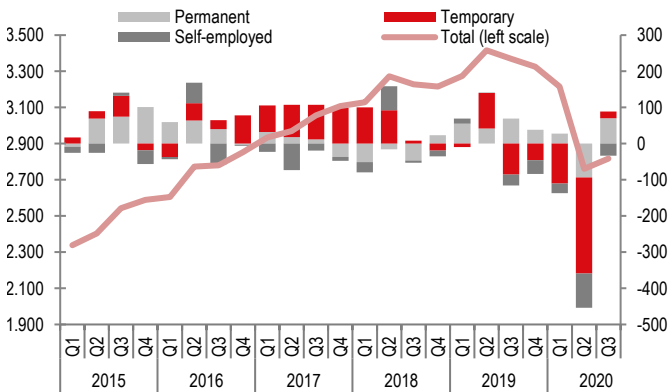 Permanent Temporary
Self-employed Total (left scale)
3.500 300
3.300 200
3.100 100
2.900 0
2.700 -100
2.500 -200
2.300 -300
2.100 -400
1.900 -500
Q1 Q2 Q3 Q4 Q1 Q2 Q3 Q4 Q1 Q2 Q3 Q4 Q1 Q2 Q3 Q4 Q1 Q2 Q3 Q4 Q1 Q2 Q3
2015 2016 2017 2018 2019 2020